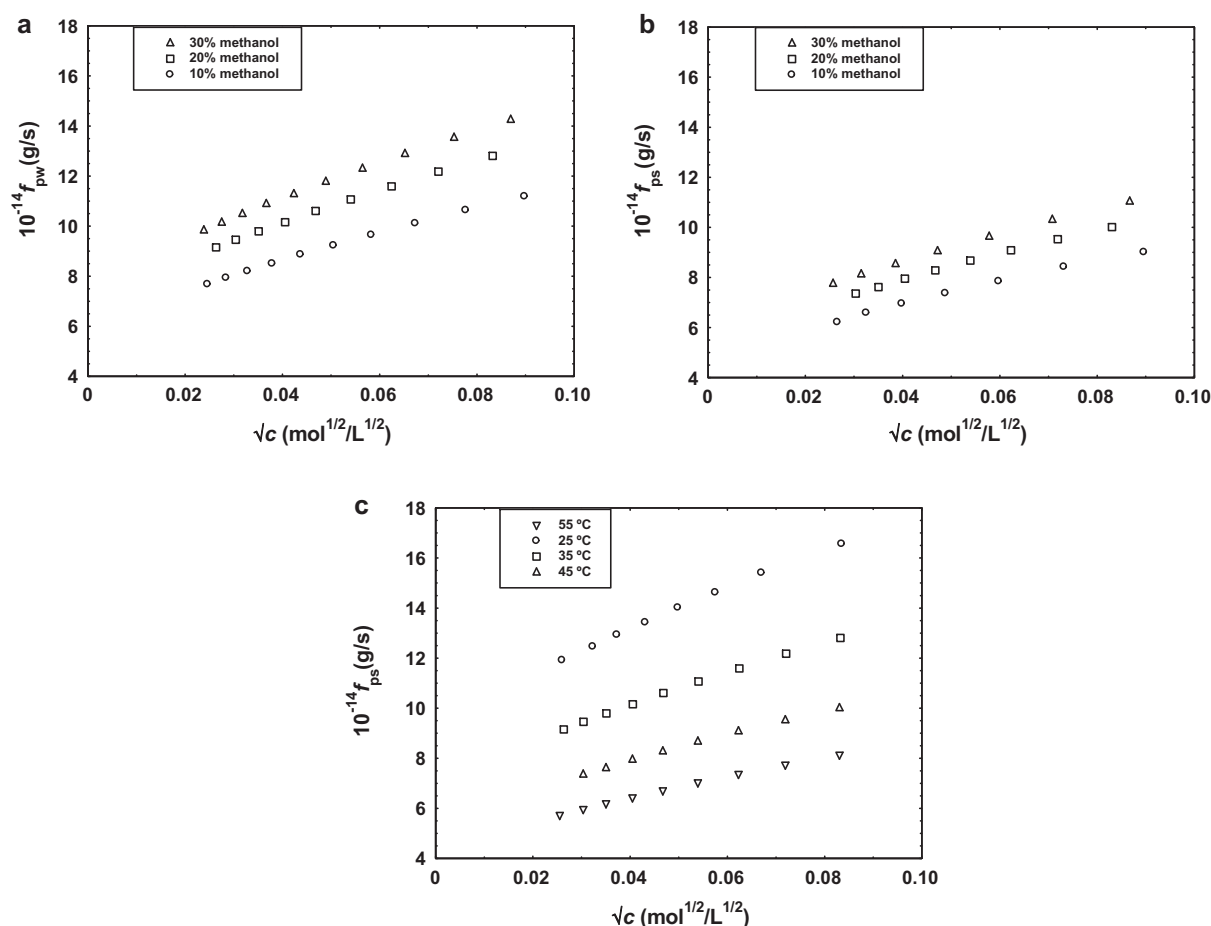 a
18
16
14
12
10
8
6
4
10⁻¹⁴f_pw(g/s)
30% methanol
20% methanol
10% methanol
0
0.02
0.04
0.06
0.08
0.10
√c (mol^1/2/L^1/2)
b
18
16
14
12
10
8
6
4
10⁻¹⁴f_ps(g/s)
30% methanol
20% methanol
10% methanol
0
0.02
0.04
0.06
0.08
0.10
√c (mol^1/2/L^1/2)
c
18
16
14
12
10
8
6
4
10⁻¹⁴f_ps(g/s)
55 ºC
25 ºC
35 ºC
45 ºC
0
0.02
0.04
0.06
0.08
0.10
√c (mol^1/2/L^1/2)